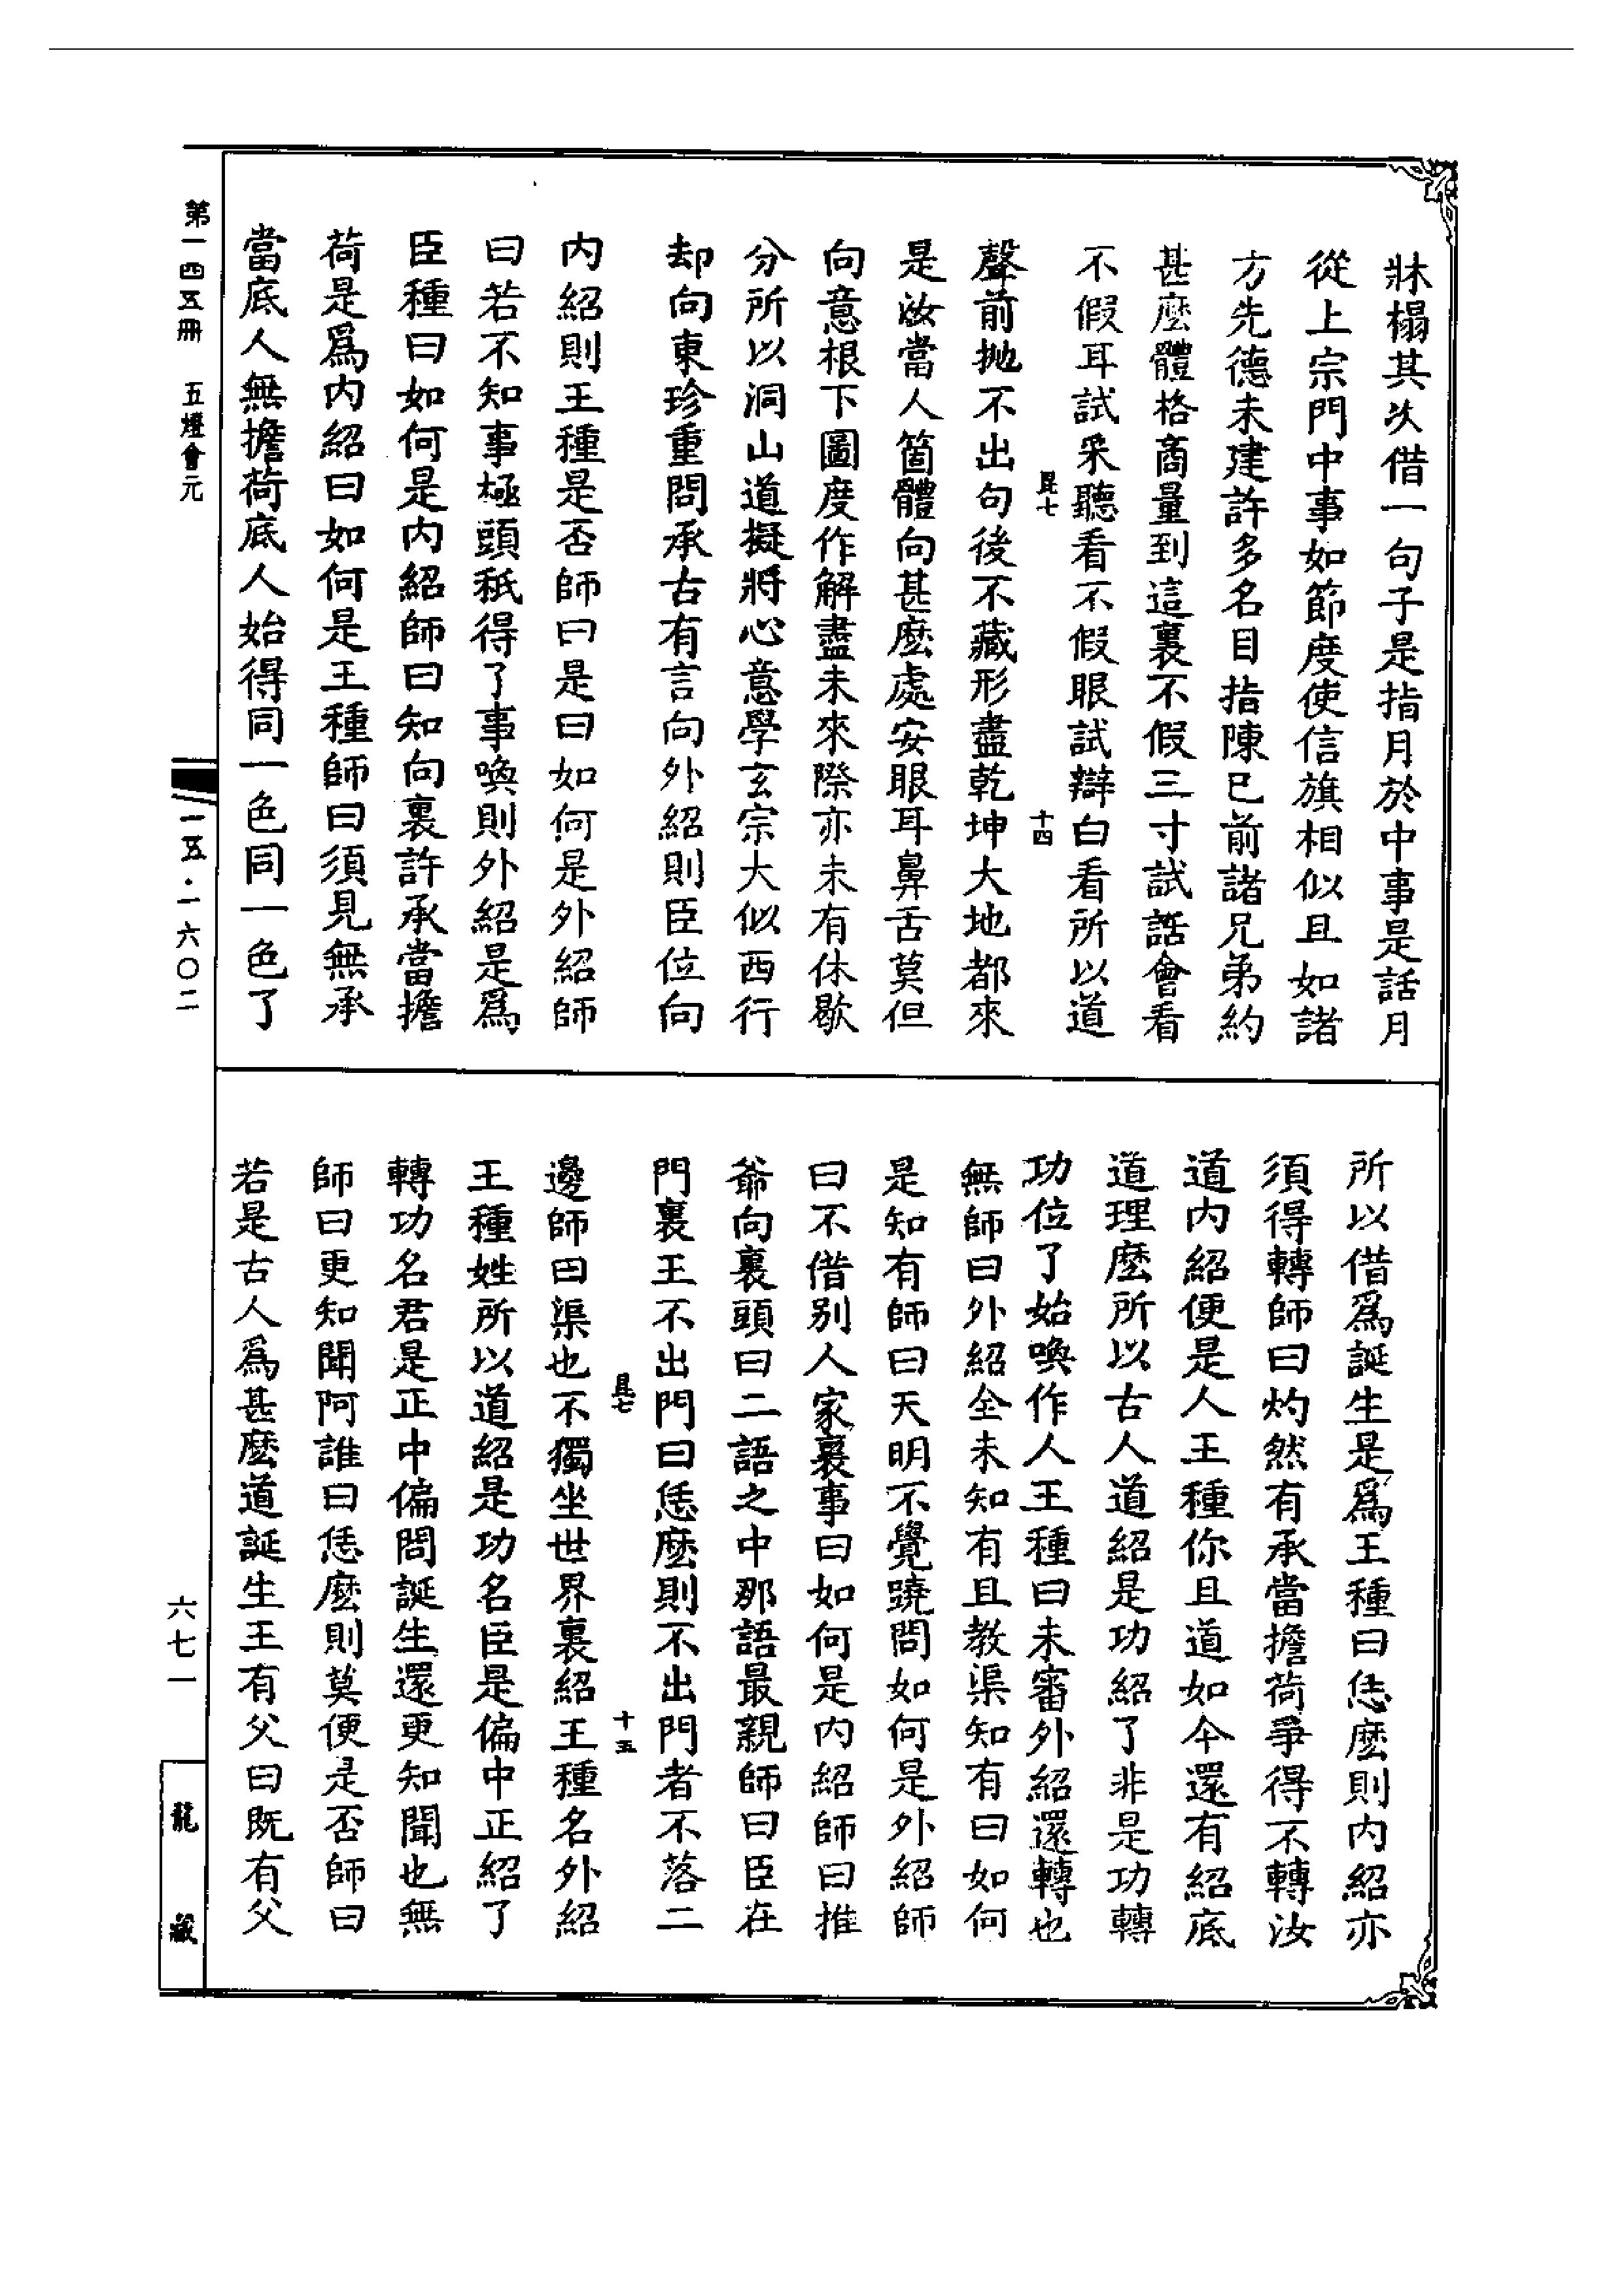 牀榻其次借一句子是指月於中事是話月
從上宗門中事如節度使信旗相似且如諸
方先德未建許多名目指陳已前諸兄弟約
甚麼體格商量到這裏不假三寸試話會看
不假耳試采聽看不假眼試辯白看所以道
昆七　十四
聲前拋不出句後不藏形盡乾坤大地都來
是汝當人箇體向甚麼處安眼耳鼻舌莫但
向意根下圖度作解盡未來際亦未有休歇
分所以洞山道擬將心意學玄宗大似西行
却向東珍重問承古有言向外紹則臣位向
内紹則王種是否師曰是曰如何是外紹師
曰若不知事極頭秖得了事喚則外紹是爲
臣種曰如何是内紹師曰知向裏許承當擔
荷是爲内紹曰如何是王種師曰須見無承
當底人無擔荷底人始得同一色同一色了
所以借爲誕生是爲王種曰恁麼則内紹亦
須得轉師曰灼然有承當擔荷爭得不轉汝
道内紹便是人王種你且道如今還有紹底
道理麼所以古人道紹是功紹了非是功轉
功位了始喚作人王種曰未審外紹還轉也
無師曰外紹全未知有且教渠知有曰如何
是知有師曰天明不覺曉問如何是外紹師
曰不借别人家裏事曰如何是内紹師曰推
爺向裏頭曰二語之中那語最親師曰臣在
門裏王不出門曰恁麼則不出門者不落二
昆七　十五
邊師曰渠也不獨坐世界裏紹王種名外紹
王種姓所以道紹是功名臣是偏中正紹了
轉功名君是正中偏問誕生還更知聞也無
師曰更知聞阿誰曰恁麼則莫便是否師曰
若是古人爲甚麼道誕生王有父曰既有父
第一四五冊　五燈會元
一五·一六〇二
六七一
龍藏